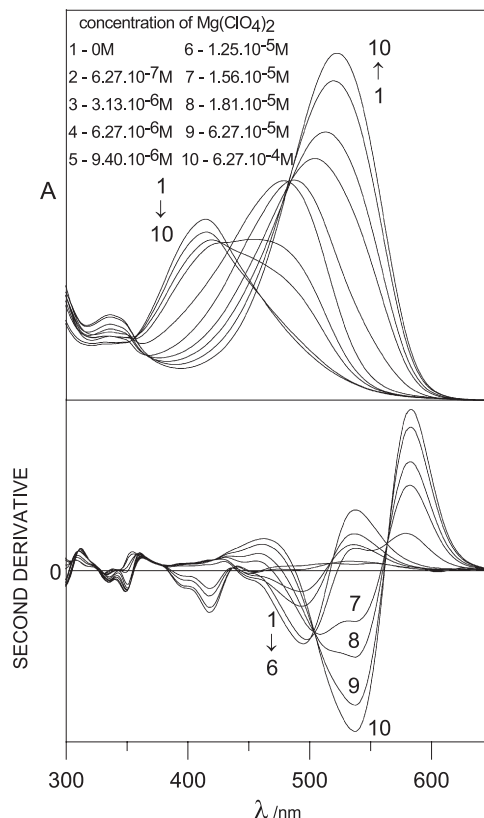 concentration of Mg(ClO4)2
1 - 0M 6 - 1.25.10⁻⁵M
2 - 6.27.10⁻⁷M 7 - 1.56.10⁻⁵M
3 - 3.13.10⁻⁶M 8 - 1.81.10⁻⁵M
4 - 6.27.10⁻⁶M 9 - 6.27.10⁻⁵M
5 - 9.40.10⁻⁶M 10 - 6.27.10⁻⁴M
10
↑
1
1
↓
10
A
SECOND DERIVATIVE
0
1
↓
6
7
8
9
10
300 400 500 600
λ /nm